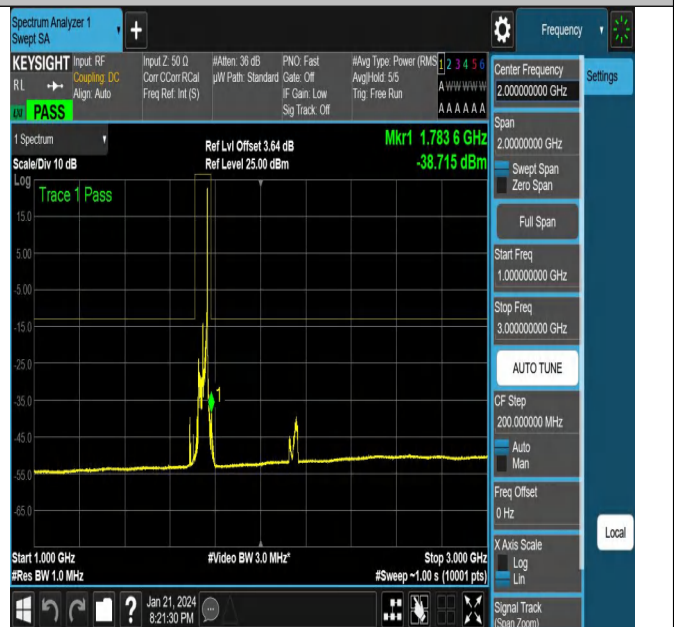 Spectrum Analyzer 1
Swept SA
+
Frequency
KEYSIGHT
RL
PASS
Input: RF
Coupling: DC
Align: Auto
Input Z: 50 Ω
Corr CCorr RCal
Freq Ref: Int (S)
#Atten: 36 dB
µW Path: Standard
PNO: Fast
Gate: Off
IF Gain: Low
Sig Track: Off
#Avg Type: Power (RMS
Avg|Hold: 5/5
Trig: Free Run
1 2 3 4 5 6
A W W W W W
A A A A A A
1 Spectrum
Scale/Div 10 dB
Ref Lvl Offset 3.64 dB
Ref Level 25.00 dBm
Mkr1 1.783 6 GHz
-38.715 dBm
Log
Trace 1 Pass
15.0
5.00
-5.00
-15.0
-25.0
-35.0
-45.0
-55.0
-65.0
1
Start 1.000 GHz
#Res BW 1.0 MHz
#Video BW 3.0 MHz*
Stop 3.000 GHz
#Sweep ~1.00 s (10001 pts)
Center Frequency
2.000000000 GHz
Span
2.00000000 GHz
Swept Span
Zero Span
Full Span
Start Freq
1.000000000 GHz
Stop Freq
3.000000000 GHz
AUTO TUNE
CF Step
200.000000 MHz
Auto
Man
Freq Offset
0 Hz
X Axis Scale
Log
Lin
Signal Track
(Span Zoom)
Settings
Local
?
Jan 21, 2024
8:21:30 PM